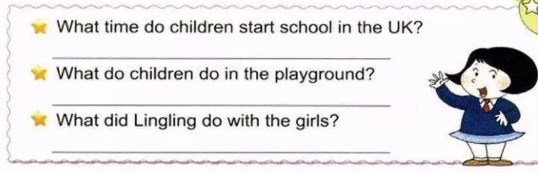 What time do children start school in the UK?
What do children do in the playground?
What did Lingling do with the girls?